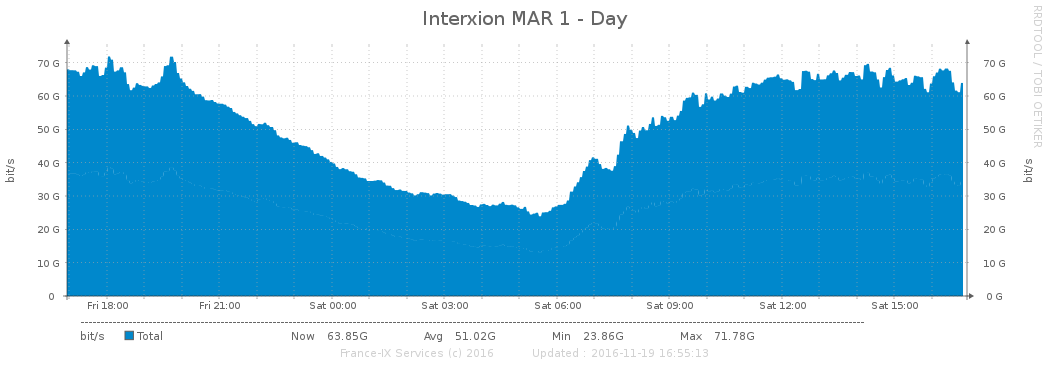 Interxion MAR 1 - Day
RRDTOOL / TOBI OETIKER
bit/s
bit/s
70 G 70 G
60 G 60 G
50 G 50 G
40 G 40 G
30 G 30 G
20 G 20 G
10 G 10 G
0 0 G
Fri 18:00 Fri 21:00 Sat 00:00 Sat 03:00 Sat 06:00 Sat 09:00 Sat 12:00 Sat 15:00
bit/s Total Now 63.85G Avg 51.02G Min 23.86G Max 71.78G
France-IX Services (c) 2016 Updated : 2016-11-19 16:55:13